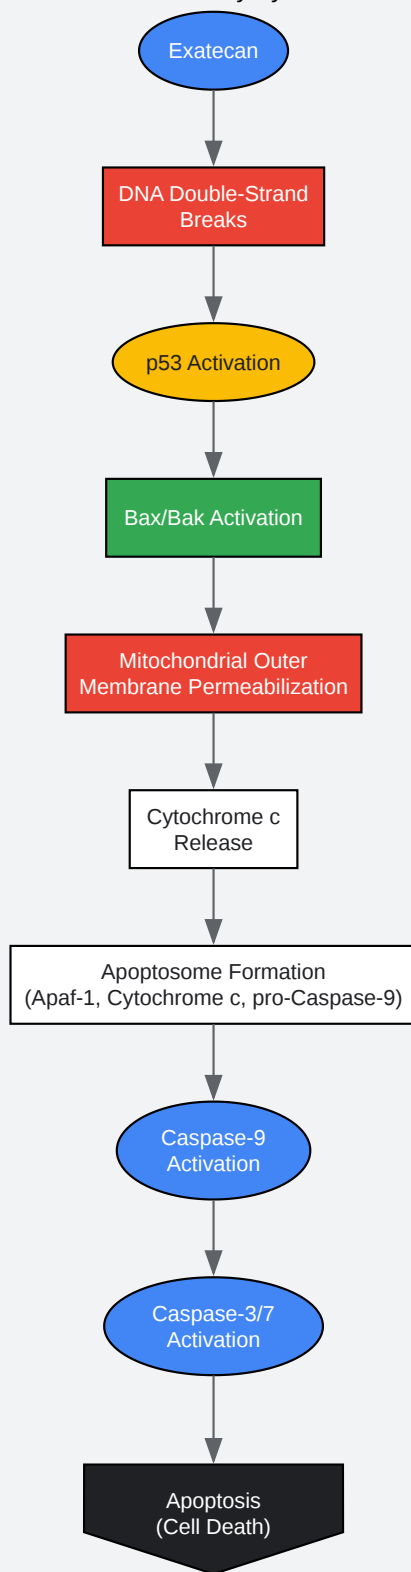 Exatecan
DNA Double-Strand
Breaks
p53 Activation
Bax/Bak Activation
Mitochondrial Outer
Membrane Permeabilization
Cytochrome c
Release
Apoptosome Formation
(Apaf-1, Cytochrome c, pro-Caspase-9)
Caspase-9
Activation
Caspase-3/7
Activation
Apoptosis
(Cell Death)